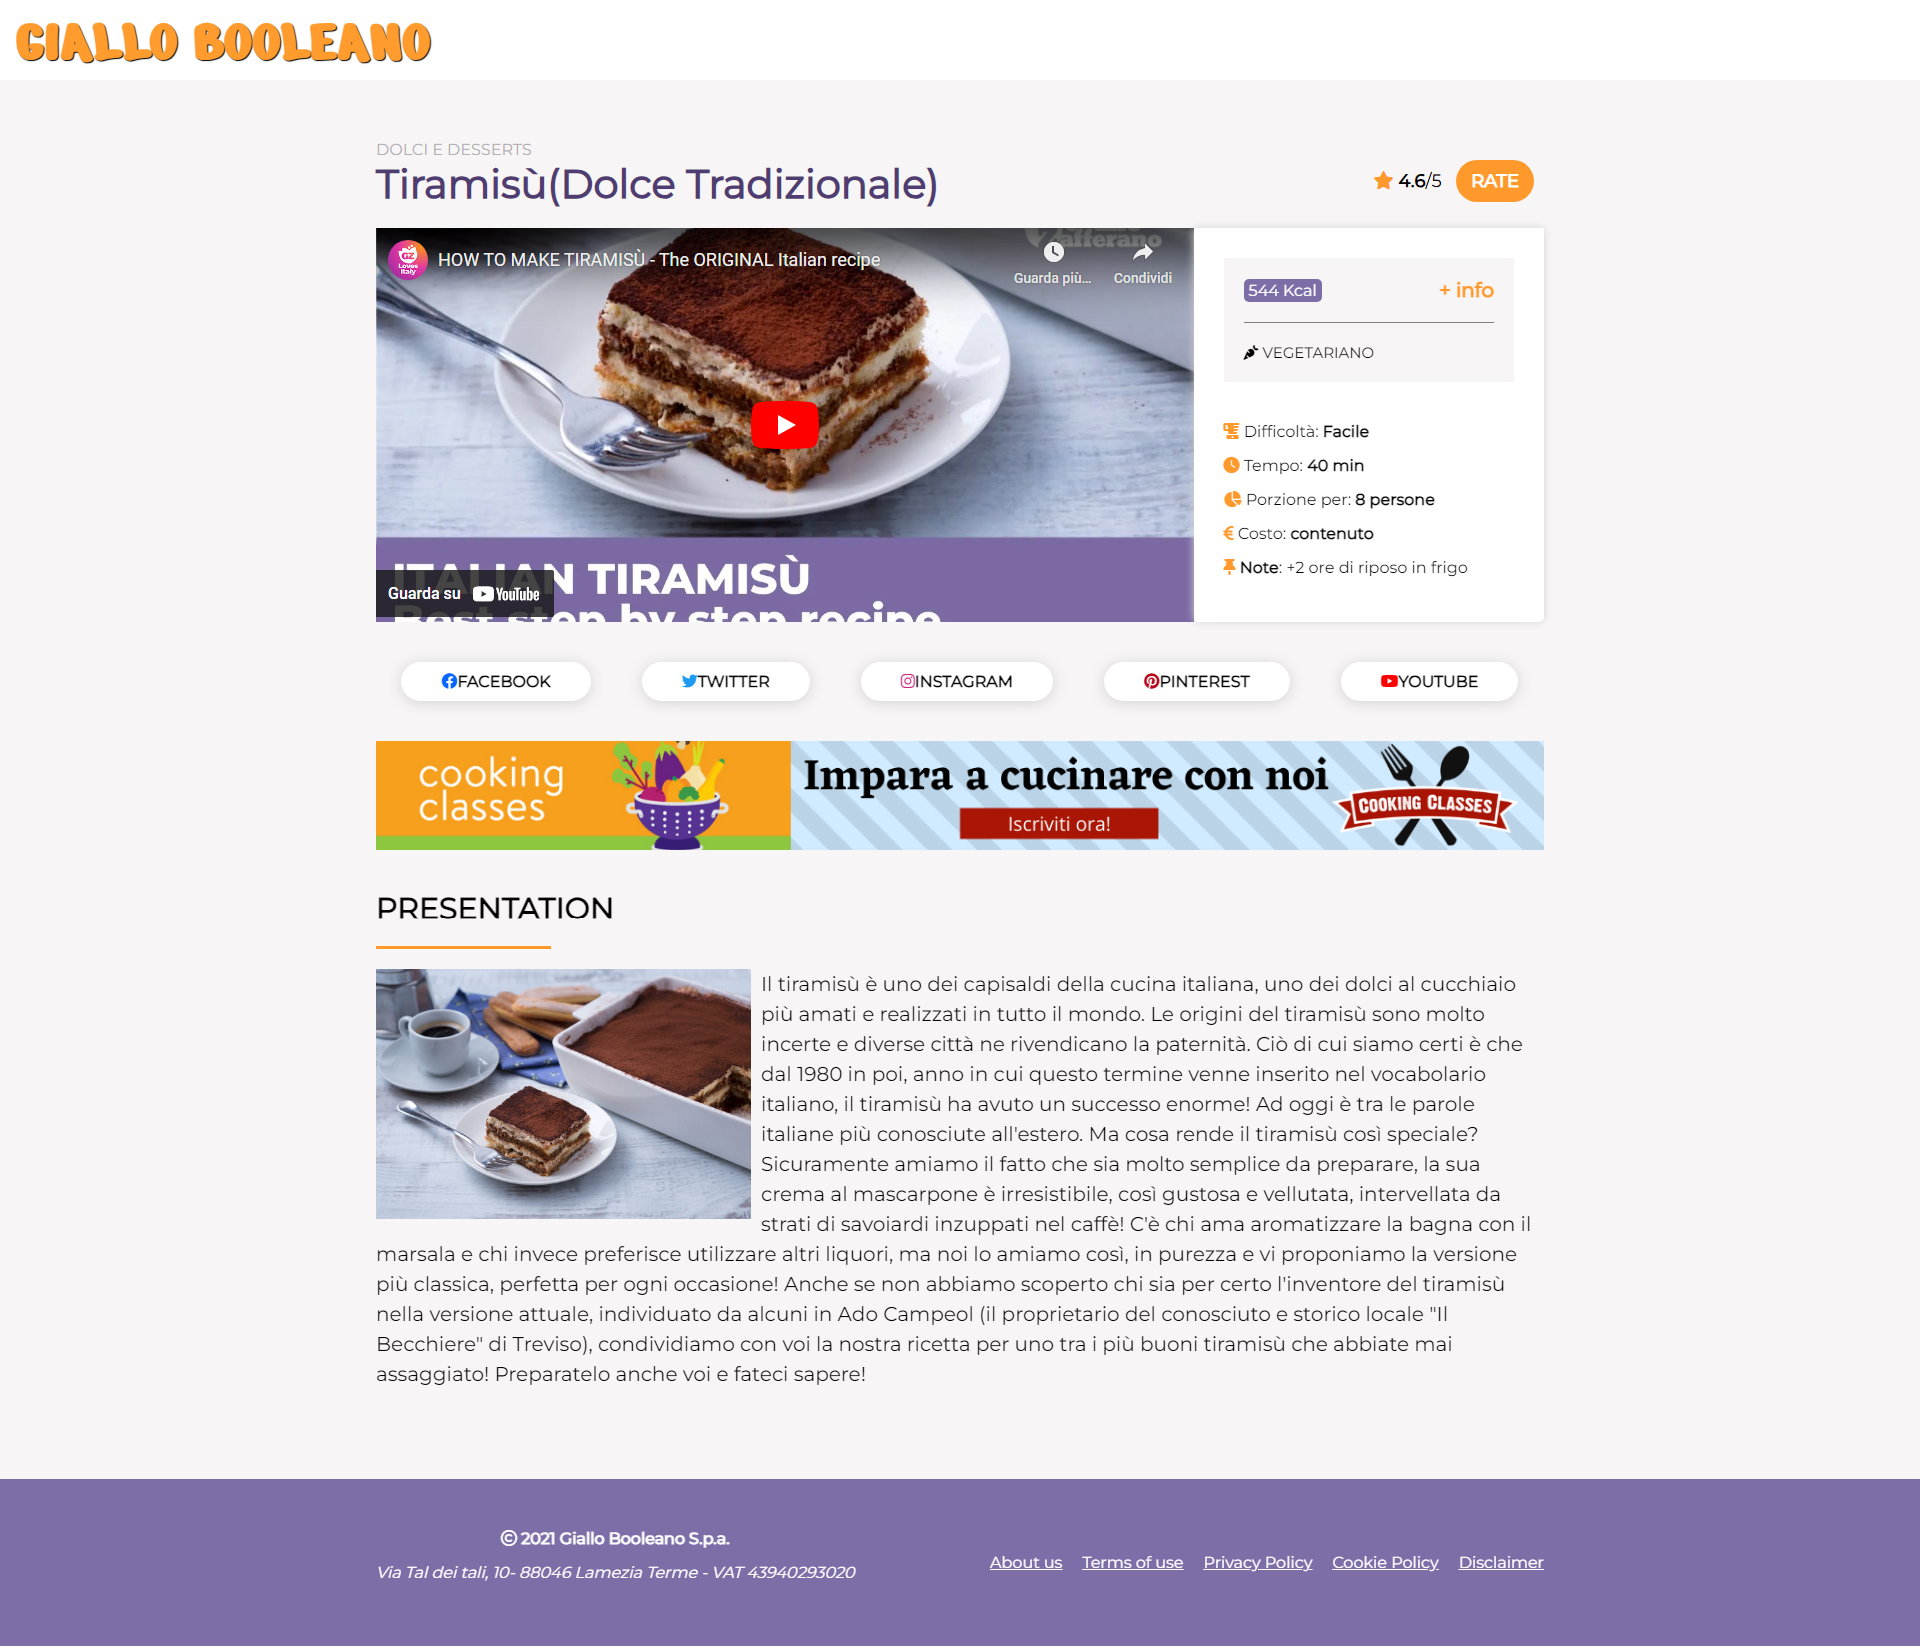 GIALLO BOOLEANO
DOLCI E DESSERTS
Tiramisù(Dolce Tradizionale)
4.6/5
RATE
GZ
Loves
Italy
HOW TO MAKE TIRAMISÙ - The ORIGINAL Italian recipe
Guarda più...
Condividi
ITALIAN TIRAMISÙ
Best step by step recipe
Guarda su YouTube
544 Kcal
+ info
VEGETARIANO
Difficoltà: Facile
Tempo: 40 min
Porzione per: 8 persone
€ Costo: contenuto
Note: +2 ore di riposo in frigo
FACEBOOK
TWITTER
INSTAGRAM
PINTEREST
YOUTUBE
cooking
classes
Impara a cucinare con noi
Iscriviti ora!
COOKING CLASSES
PRESENTATION
Il tiramisù è uno dei capisaldi della cucina italiana, uno dei dolci al cucchiaio
più amati e realizzati in tutto il mondo. Le origini del tiramisù sono molto
incerte e diverse città ne rivendicano la paternità. Ciò di cui siamo certi è che
dal 1980 in poi, anno in cui questo termine venne inserito nel vocabolario
italiano, il tiramisù ha avuto un successo enorme! Ad oggi è tra le parole
italiane più conosciute all'estero. Ma cosa rende il tiramisù così speciale?
Sicuramente amiamo il fatto che sia molto semplice da preparare, la sua
crema al mascarpone è irresistibile, così gustosa e vellutata, intervellata da
strati di savoiardi inzuppati nel caffè! C'è chi ama aromatizzare la bagna con il
marsala e chi invece preferisce utilizzare altri liquori, ma noi lo amiamo così, in purezza e vi proponiamo la versione
più classica, perfetta per ogni occasione! Anche se non abbiamo scoperto chi sia per certo l'inventore del tiramisù
nella versione attuale, individuato da alcuni in Ado Campeol (il proprietario del conosciuto e storico locale "Il
Becchiere" di Treviso), condividiamo con voi la nostra ricetta per uno tra i più buoni tiramisù che abbiate mai
assaggiato! Preparatelo anche voi e fateci sapere!
© 2021 Giallo Booleano S.p.a.
Via Tal dei tali, 10- 88046 Lamezia Terme - VAT 43940293020
About us
Terms of use
Privacy Policy
Cookie Policy
Disclaimer